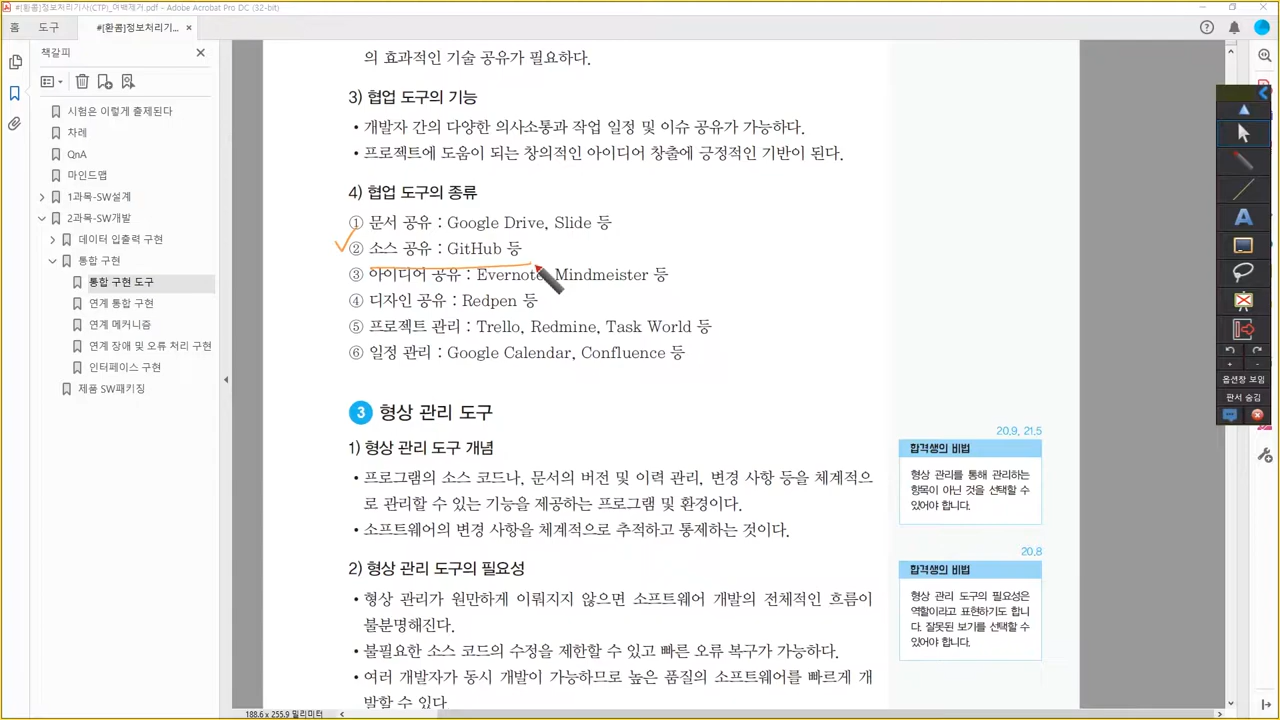 #[환콤]정보처리기사(CTP)_여백제거.pdf - Adobe Acrobat Pro DC (32-bit)
홈 도구 #[환콤]정보처리기... ×
책갈피
시험은 이렇게 출제된다
차례
QnA
마인드맵
1과목-SW설계
2과목-SW개발
데이터 입출력 구현
통합 구현
통합 구현 도구
연계 통합 구현
연계 메커니즘
연계 장애 및 오류 처리 구현
인터페이스 구현
제품 SW패키징
의 효과적인 기술 공유가 필요하다.
3) 협업 도구의 기능
• 개발자 간의 다양한 의사소통과 작업 일정 및 이슈 공유가 가능하다.
• 프로젝트에 도움이 되는 창의적인 아이디어 창출에 긍정적인 기반이 된다.
4) 협업 도구의 종류
① 문서 공유 : Google Drive, Slide 등
② 소스 공유 : GitHub 등
③ 아이디어 공유 : Evernote, Mindmeister 등
④ 디자인 공유 : Redpen 등
⑤ 프로젝트 관리 : Trello, Redmine, Task World 등
⑥ 일정 관리 : Google Calendar, Confluence 등
3 형상 관리 도구
1) 형상 관리 도구 개념
• 프로그램의 소스 코드나, 문서의 버전 및 이력 관리, 변경 사항 등을 체계적으
로 관리할 수 있는 기능을 제공하는 프로그램 및 환경이다.
• 소프트웨어의 변경 사항을 체계적으로 추적하고 통제하는 것이다.
2) 형상 관리 도구의 필요성
• 형상 관리가 원만하게 이뤄지지 않으면 소프트웨어 개발의 전체적인 흐름이
불분명해진다.
• 불필요한 소스 코드의 수정을 제한할 수 있고 빠른 오류 복구가 가능하다.
• 여러 개발자가 동시 개발이 가능하므로 높은 품질의 소프트웨어를 빠르게 개
발할 수 있다
20.9, 21.5
합격생의 비법
형상 관리를 통해 관리하는
항목이 아닌 것을 선택할 수
있어야 합니다.
20.8
합격생의 비법
형상 관리 도구의 필요성은
역할이라고 표현하기도 합니
다. 잘못된 보기를 선택할 수
있어야 합니다.
옵션창 보임
판서 숨김
188.6 x 255.9 밀리미터